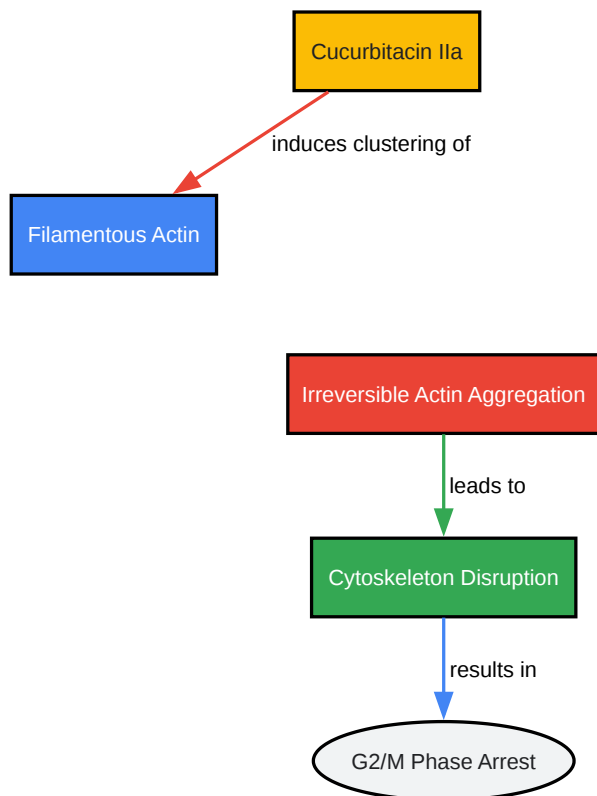 Cucurbitacin IIa
induces clustering of
Filamentous Actin
Irreversible Actin Aggregation
leads to
Cytoskeleton Disruption
results in
G2/M Phase Arrest